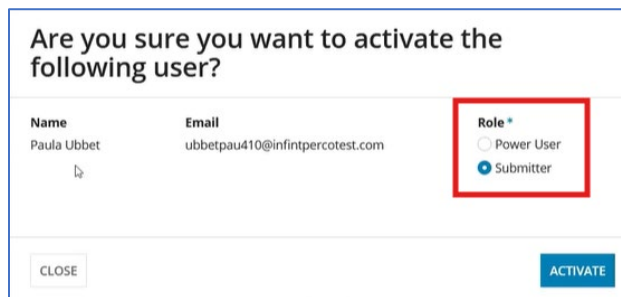 Are you sure you want to activate the
following user?
Name Email Role *
Paula Ubbet ubbetpau410@infintpercotest.com Power User
Submitter
CLOSE ACTIVATE